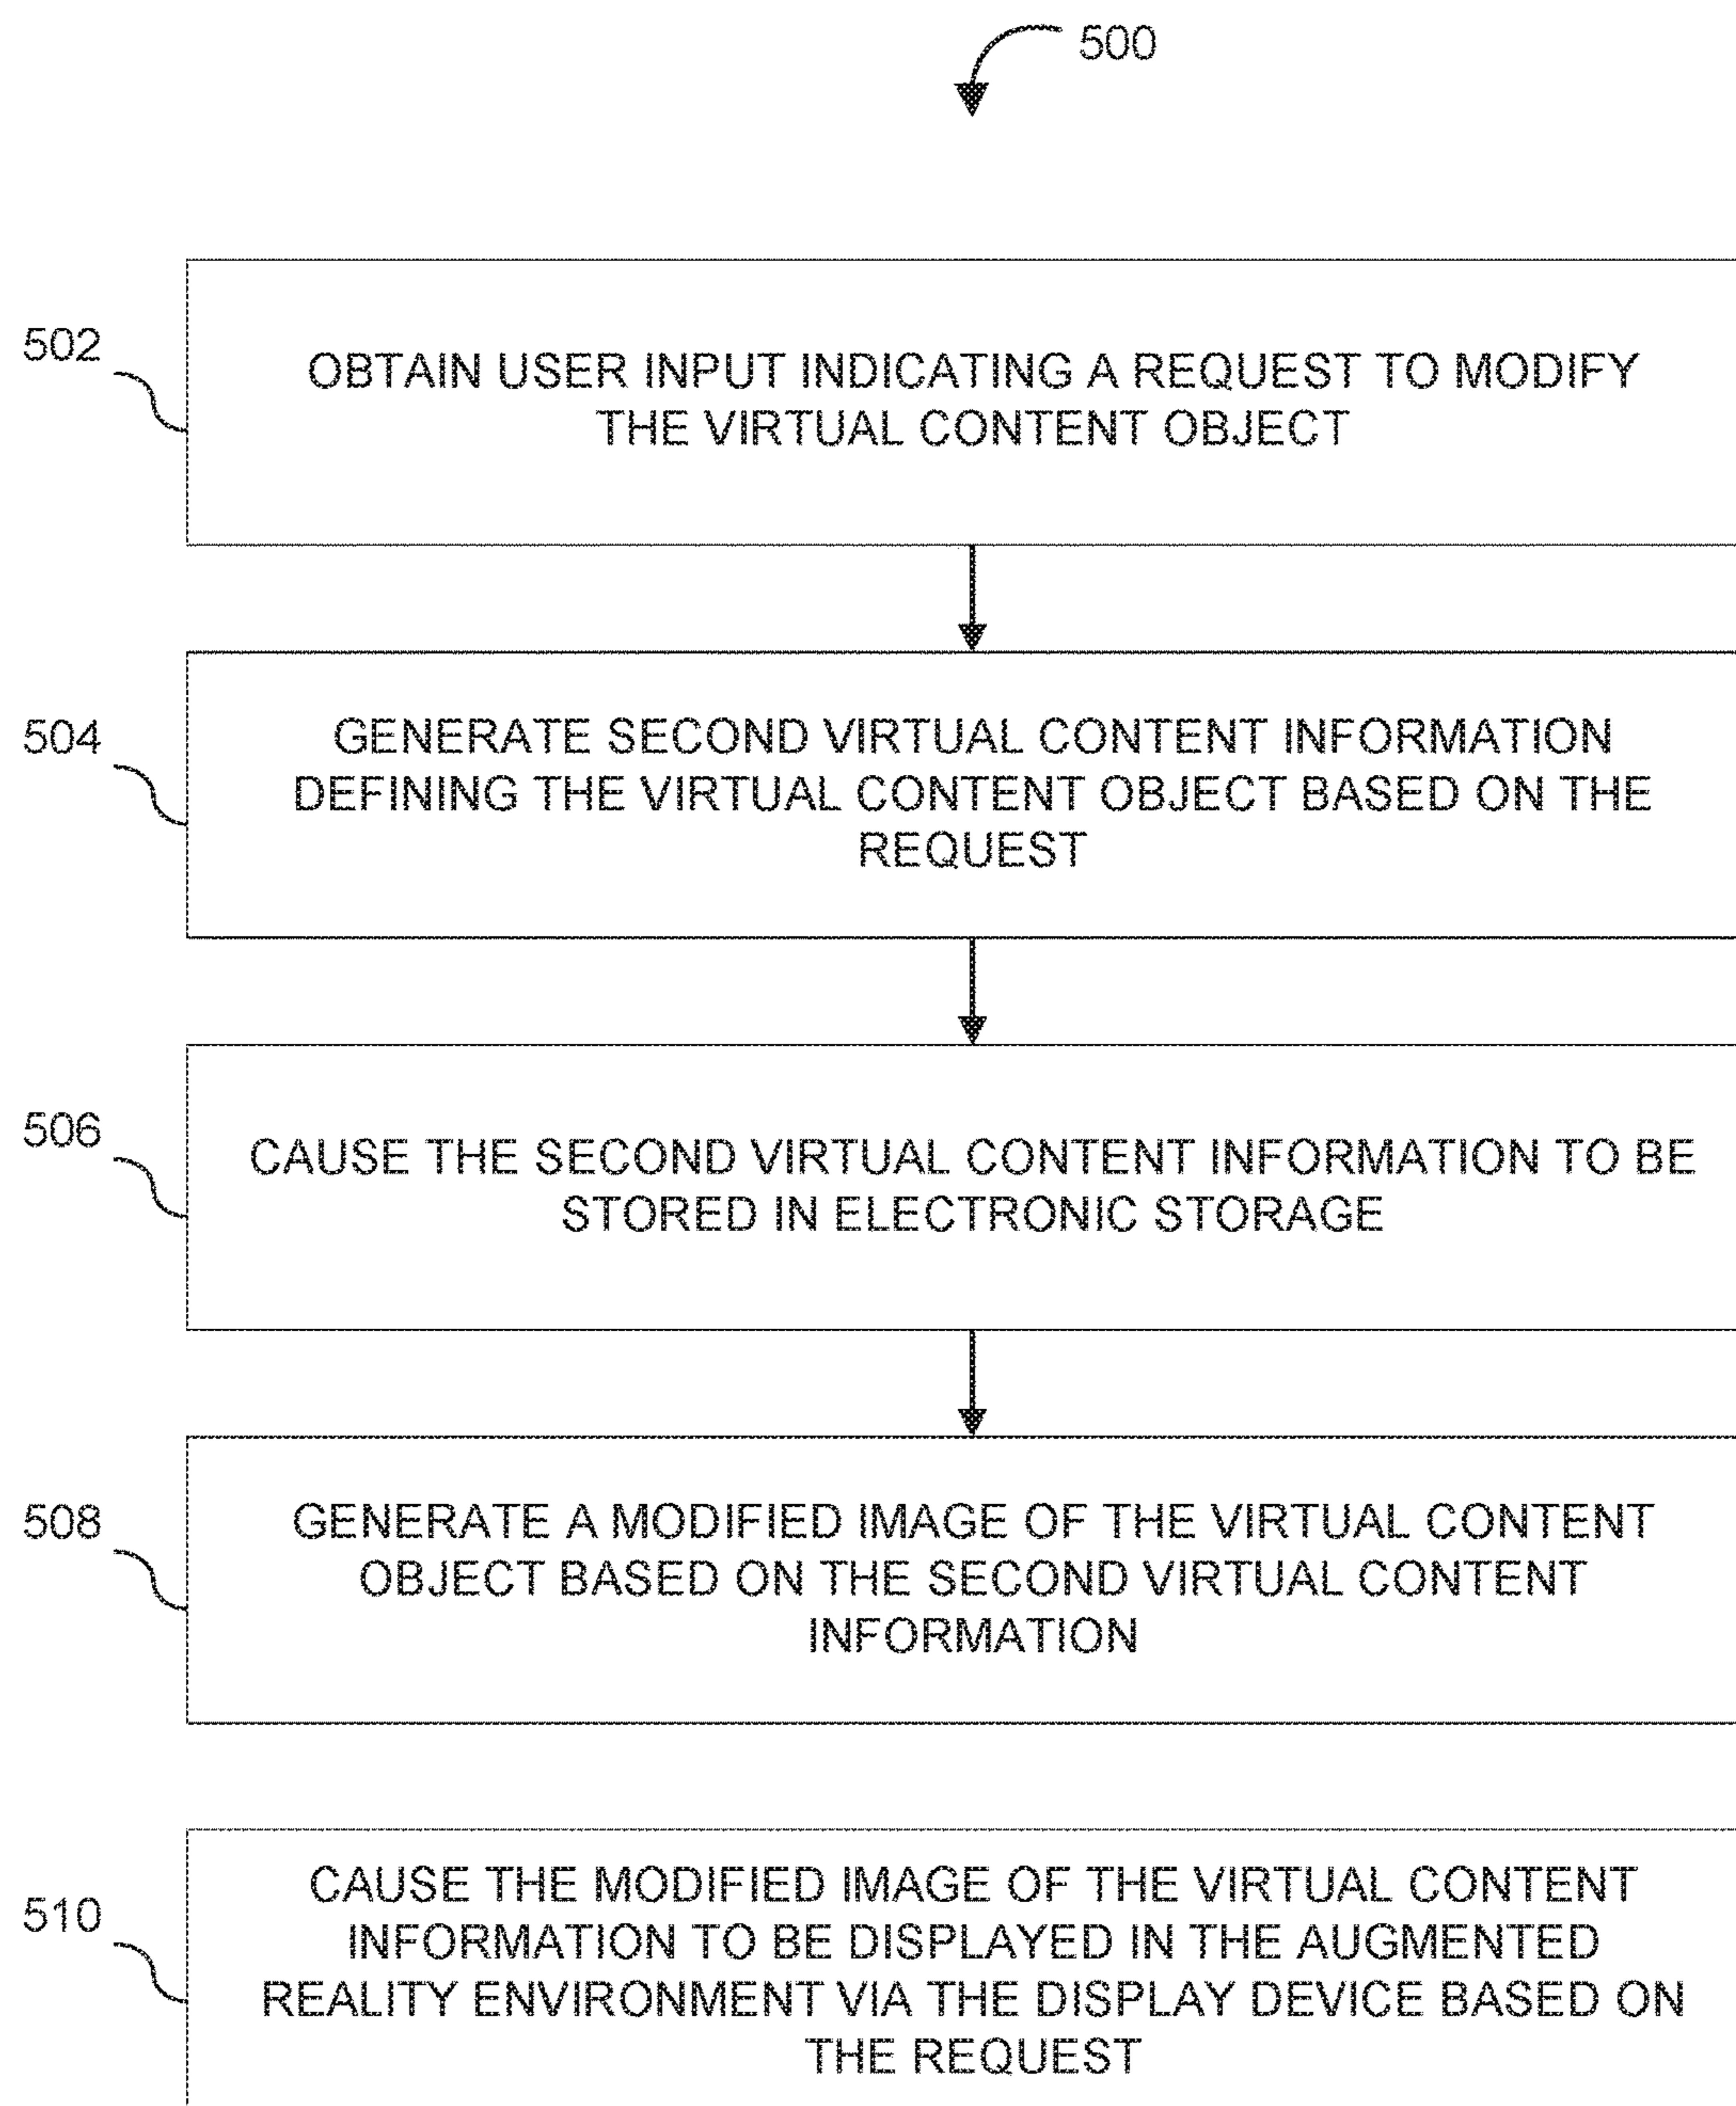 500
502
OBTAIN USER INPUT INDICATING A REQUEST TO MODIFY
THE VIRTUAL CONTENT OBJECT
504
GENERATE SECOND VIRTUAL CONTENT INFORMATION
DEFINING THE VIRTUAL CONTENT OBJECT BASED ON THE
REQUEST
506
CAUSE THE SECOND VIRTUAL CONTENT INFORMATION TO BE
STORED IN ELECTRONIC STORAGE
508
GENERATE A MODIFIED IMAGE OF THE VIRTUAL CONTENT
OBJECT BASED ON THE SECOND VIRTUAL CONTENT
INFORMATION
510
CAUSE THE MODIFIED IMAGE OF THE VIRTUAL CONTENT
INFORMATION TO BE DISPLAYED IN THE AUGMENTED
REALITY ENVIRONMENT VIA THE DISPLAY DEVICE BASED ON
THE REQUEST